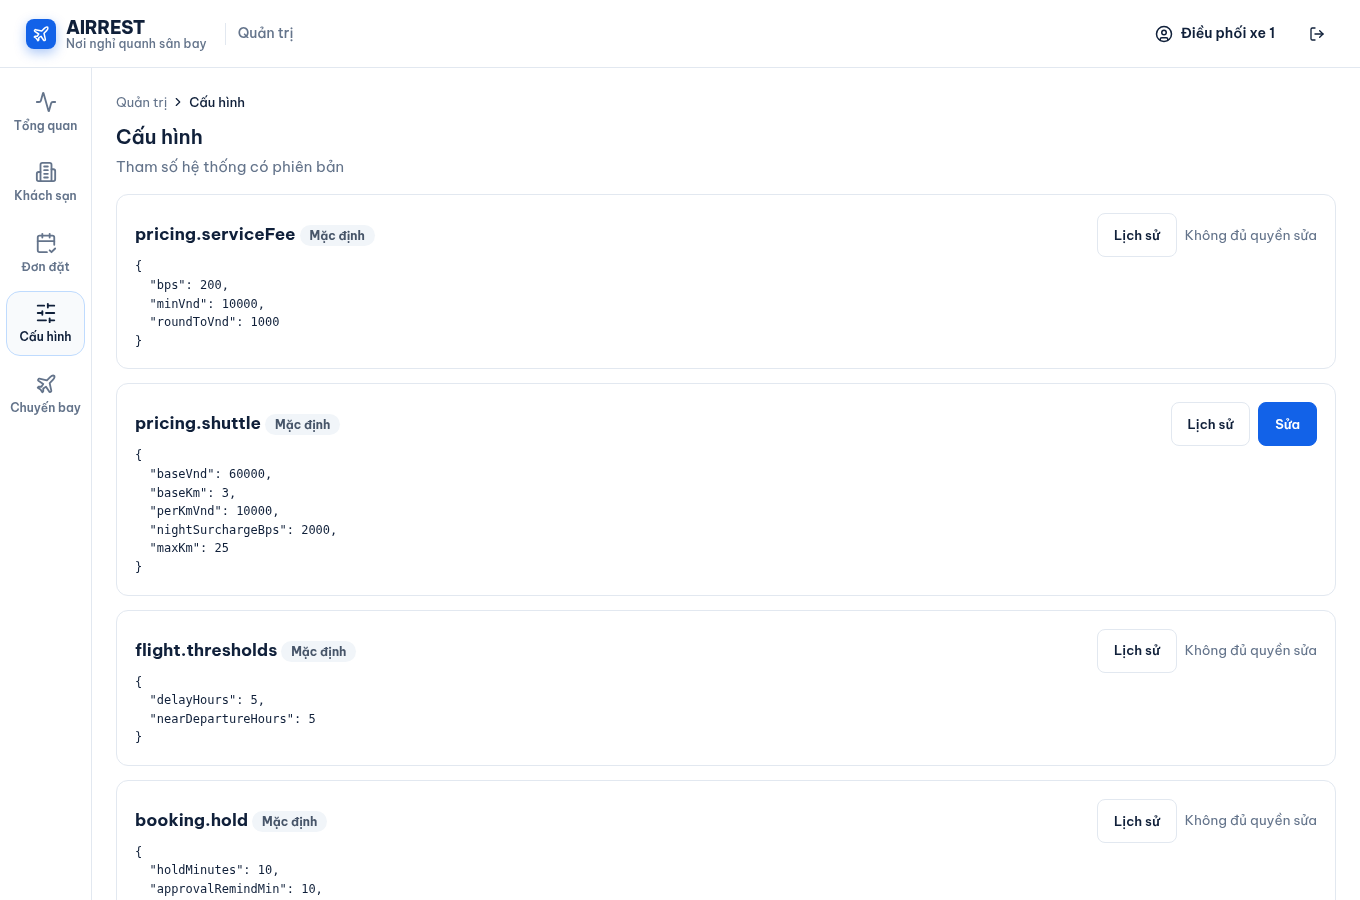 AIRREST
Nơi nghỉ quanh sân bay
Quản trị
Điều phối xe 1
Tổng quan
Khách sạn
Đơn đặt
Cấu hình
Chuyến bay
Quản trị > Cấu hình
Cấu hình
Tham số hệ thống có phiên bản
pricing.serviceFee Mặc định
Lịch sử Không đủ quyền sửa
{
  "bps": 200,
  "minVnd": 10000,
  "roundToVnd": 1000
}
pricing.shuttle Mặc định
Lịch sử Sửa
{
  "baseVnd": 60000,
  "baseKm": 3,
  "perKmVnd": 10000,
  "nightSurchargeBps": 2000,
  "maxKm": 25
}
flight.thresholds Mặc định
Lịch sử Không đủ quyền sửa
{
  "delayHours": 5,
  "nearDepartureHours": 5
}
booking.hold Mặc định
Lịch sử Không đủ quyền sửa
{
  "holdMinutes": 10,
  "approvalRemindMin": 10,